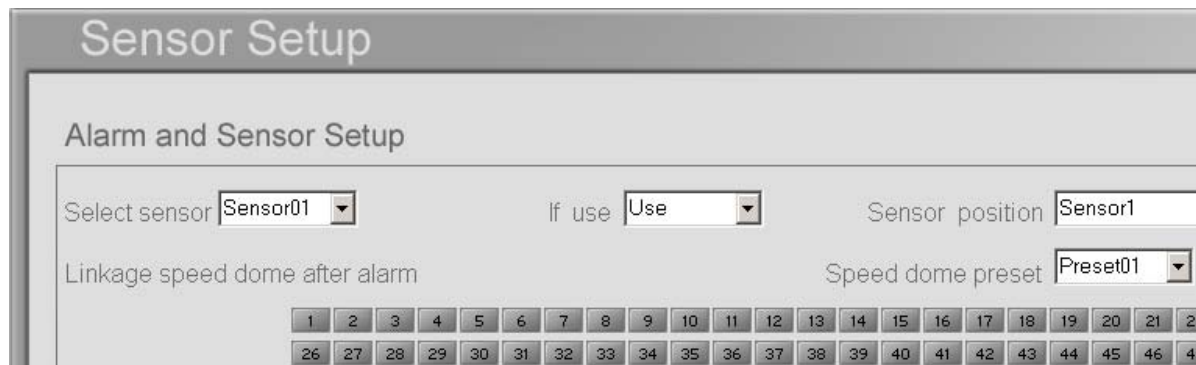 Sensor Setup
Alarm and Sensor Setup
Select sensor Sensor01 If use Use Sensor position Sensor1
Linkage speed dome after alarm Speed dome preset Preset01
1 2 3 4 5 6 7 8 9 10 11 12 13 14 15 16 17 18 19 20 21
26 27 28 29 30 31 32 33 34 35 36 37 38 39 40 41 42 43 44 45 46